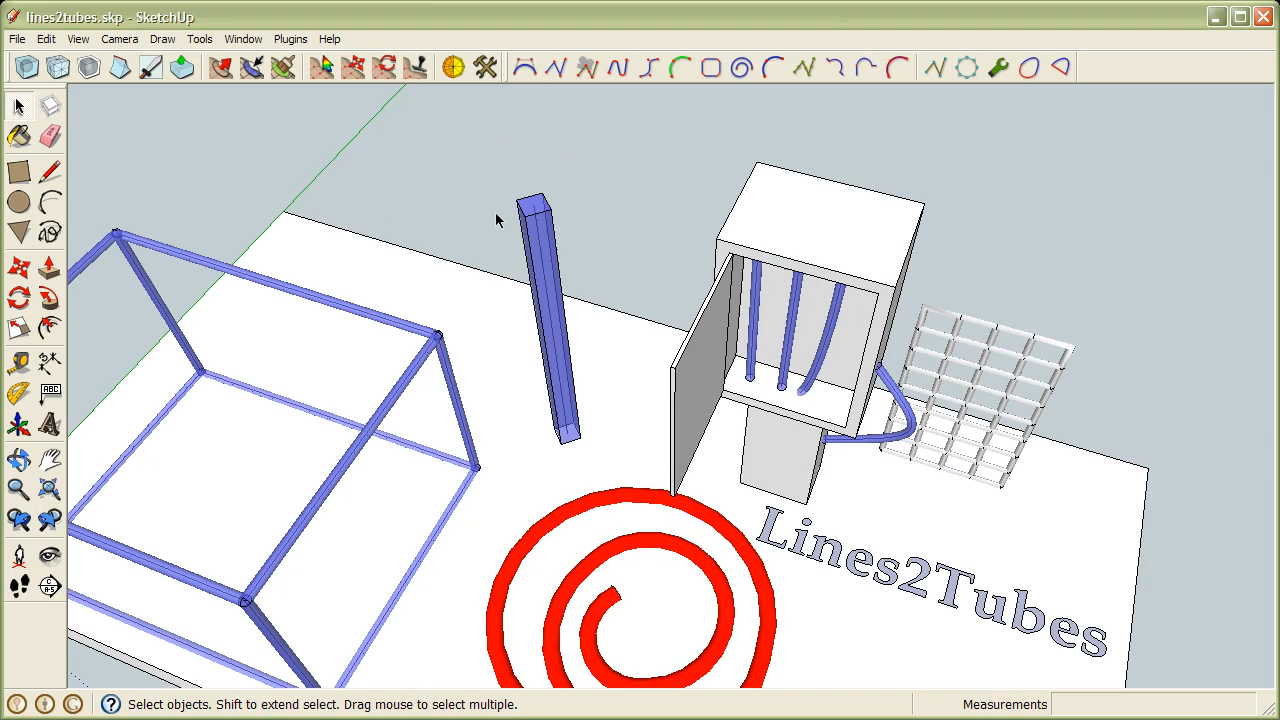 lines2tubes.skp - SketchUp
File Edit View Camera Draw Tools Window Plugins Help
ABC
Lines2Tubes
Select objects. Shift to extend select. Drag mouse to select multiple.
Measurements